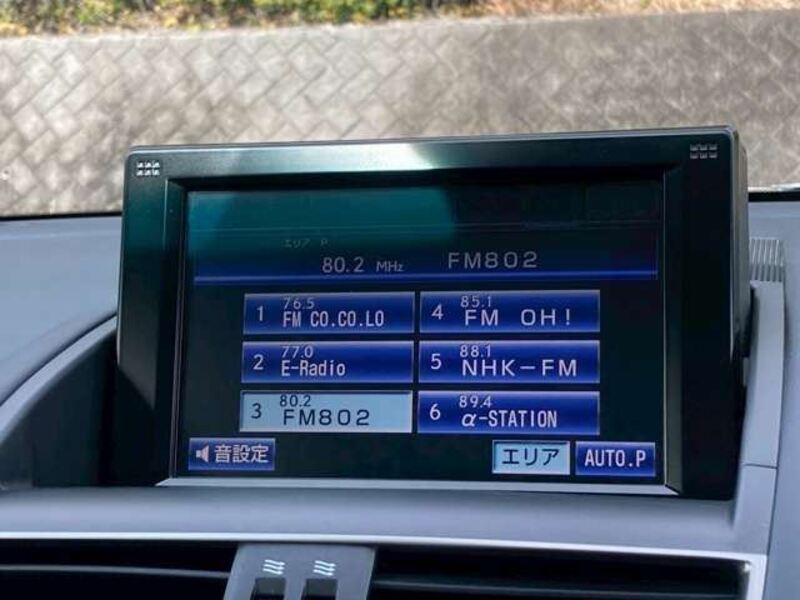 エリア P
80.2 MHz FM802
1 76.5 FM CO.CO.LO
4 85.1 FM OH!
2 77.0 E-Radio
5 88.1 NHK-FM
3 80.2 FM802
6 89.4 α-STATION
音設定
エリア
AUTO.P